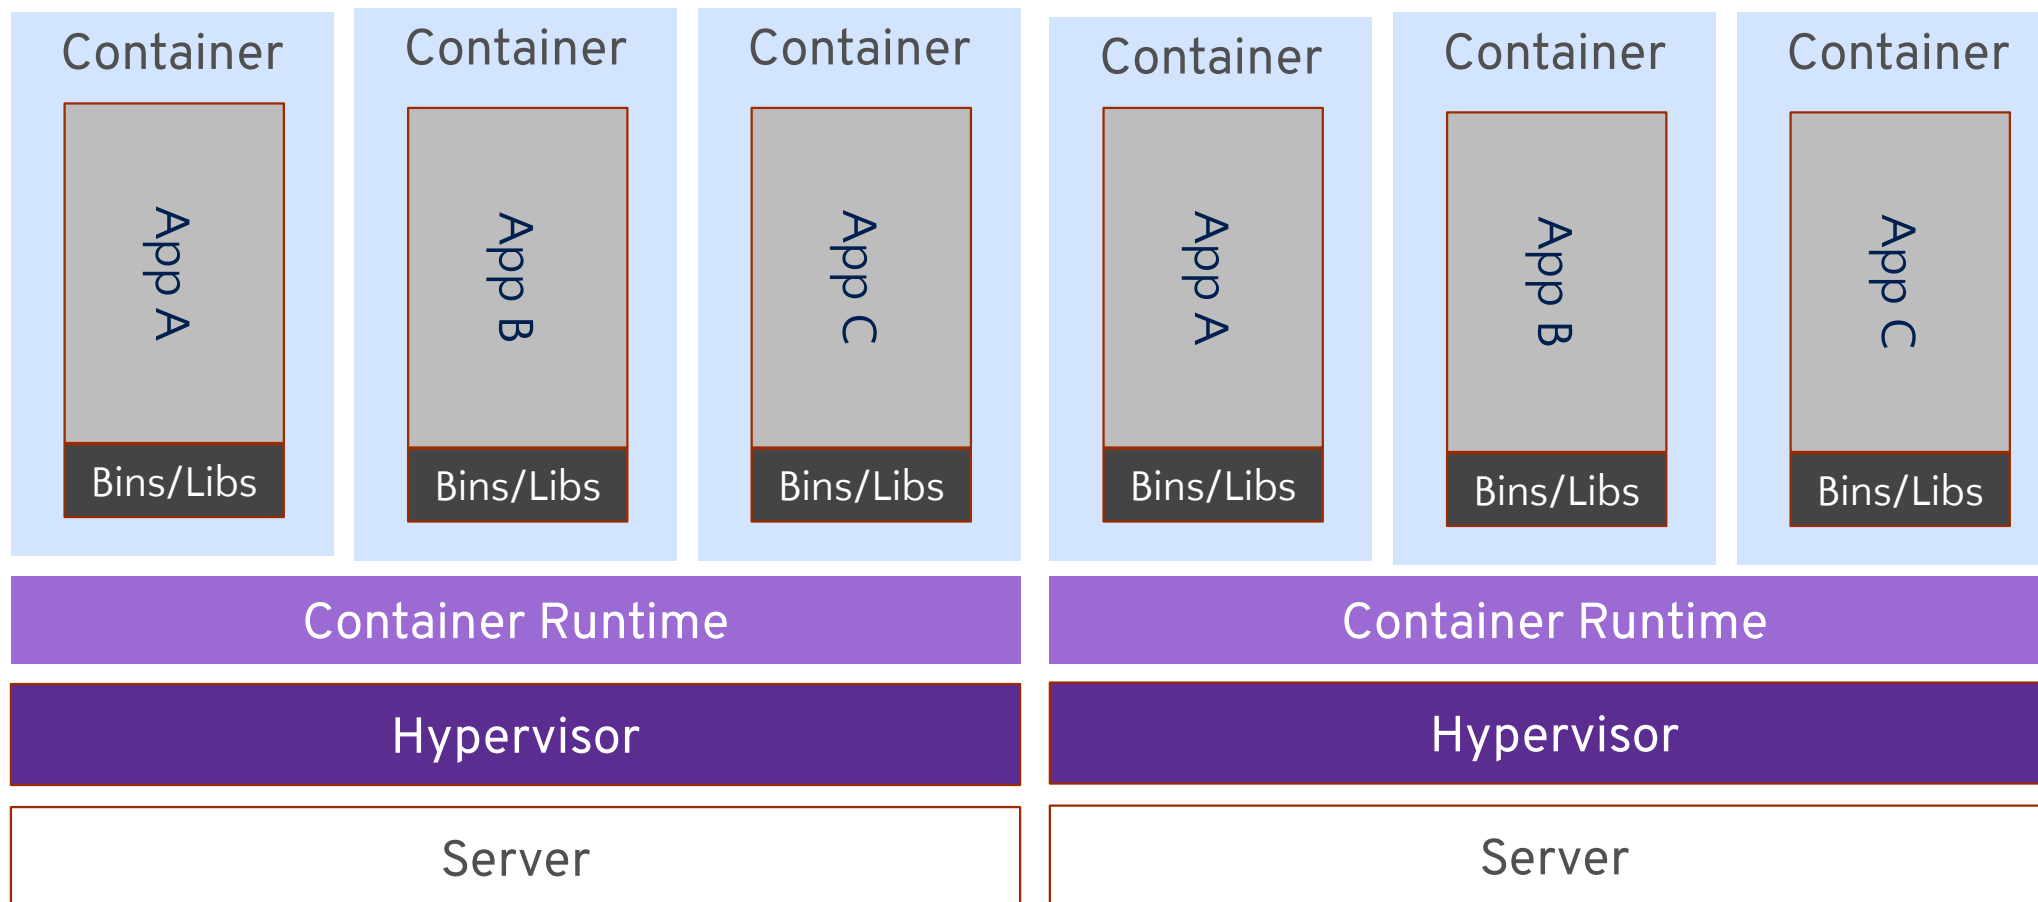 Container
Container
Container
Container
Container
Container
App A
App B
App C
App A
App B
App C
Bins/Libs
Bins/Libs
Bins/Libs
Bins/Libs
Bins/Libs
Bins/Libs
Container Runtime
Container Runtime
Hypervisor
Hypervisor
Server
Server